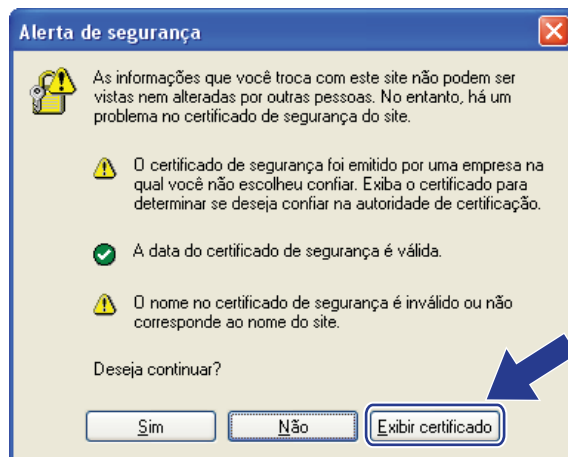 Alerta de segurança
As informações que você troca com este site não podem ser
vistas nem alteradas por outras pessoas. No entanto, há um
problema no certificado de segurança do site.
O certificado de segurança foi emitido por uma empresa na
qual você não escolheu confiar. Exiba o certificado para
determinar se deseja confiar na autoridade de certificação.
A data do certificado de segurança é válida.
O nome no certificado de segurança é inválido ou não
corresponde ao nome do site.
Deseja continuar?
Sim
Não
Exibir certificado